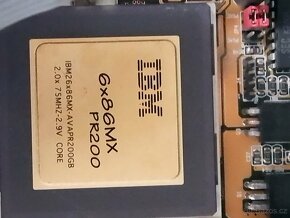 IBM
6x86MX
PR200
IBM26x86MX-AVAPR200GB
2.0x 75MHZ-2.9V CORE